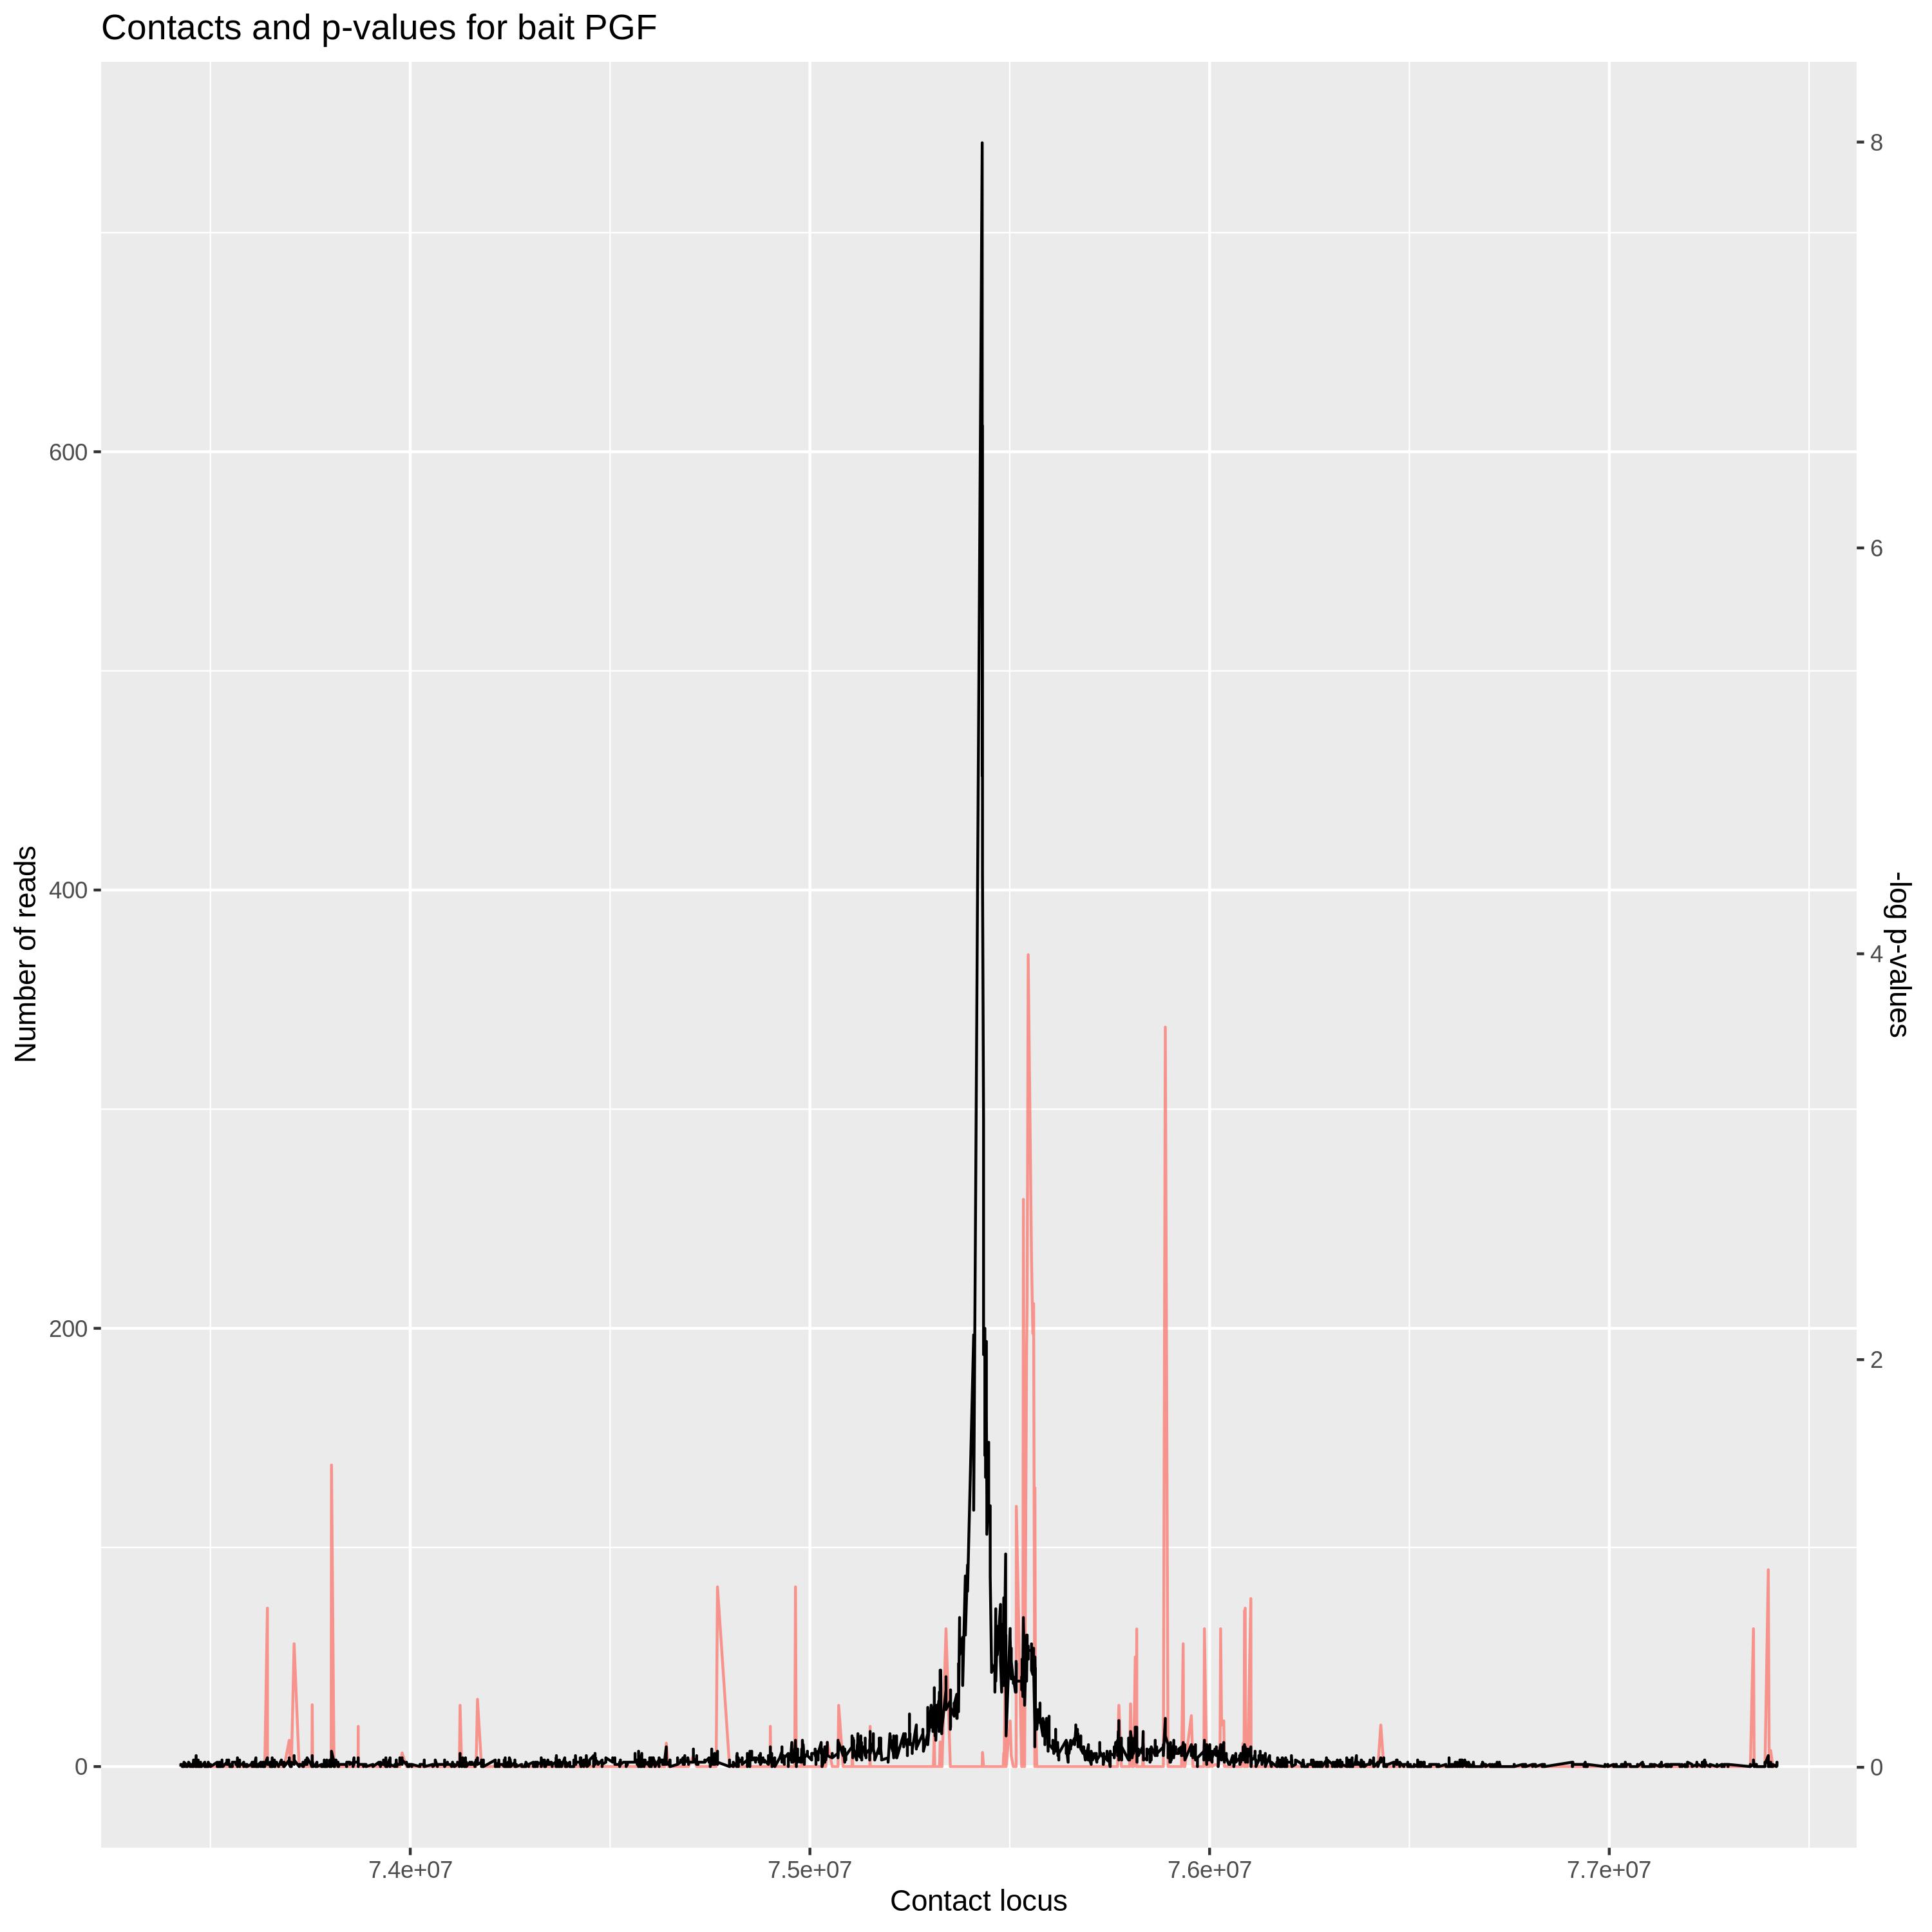 Contacts and p-values for bait PGF
8
600
6
Number of reads
400
4
-log p-values
200
2
0
0
7.4e+07 7.5e+07 7.6e+07 7.7e+07
Contact locus